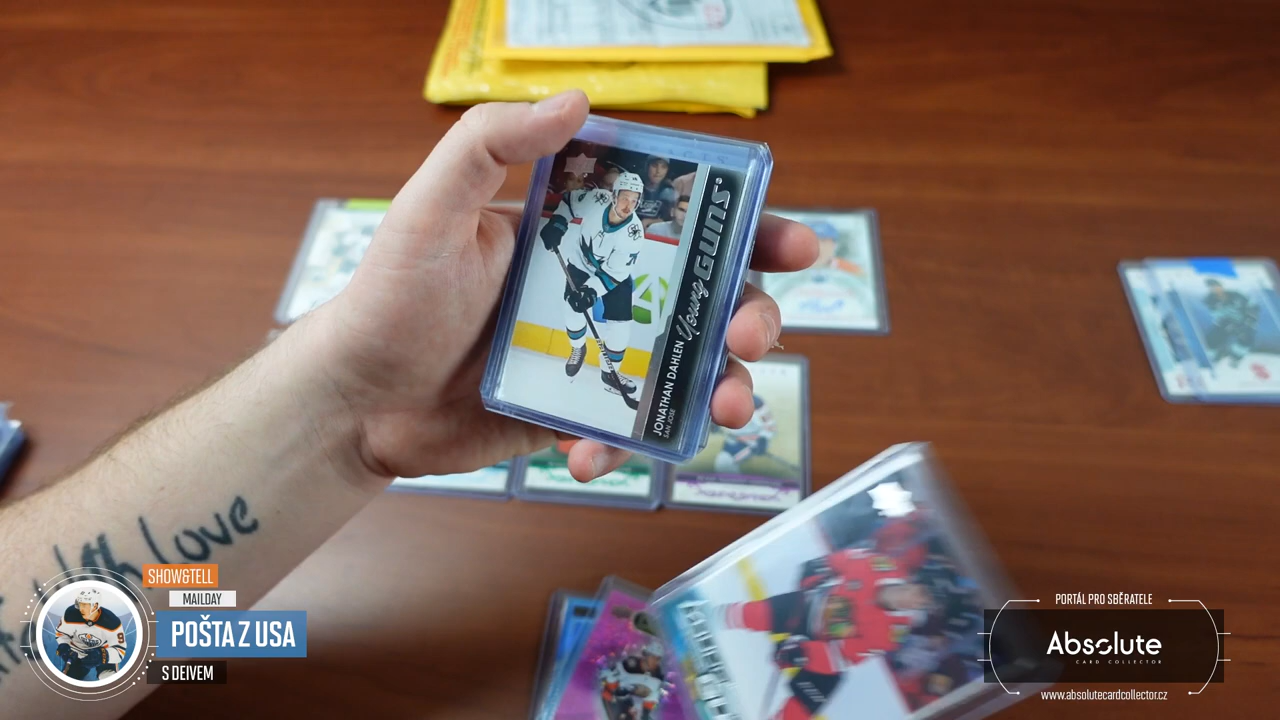 Young GUNS
JONATHAN DAHLEN
SAN JOSE
love
SHOW&TELL
MAILDAY
POŠTA Z USA
S DEIVEM
PORTÁL PRO SBĚRATELE
Absolute
CARD COLLECTOR
www.absolutecardcollector.cz